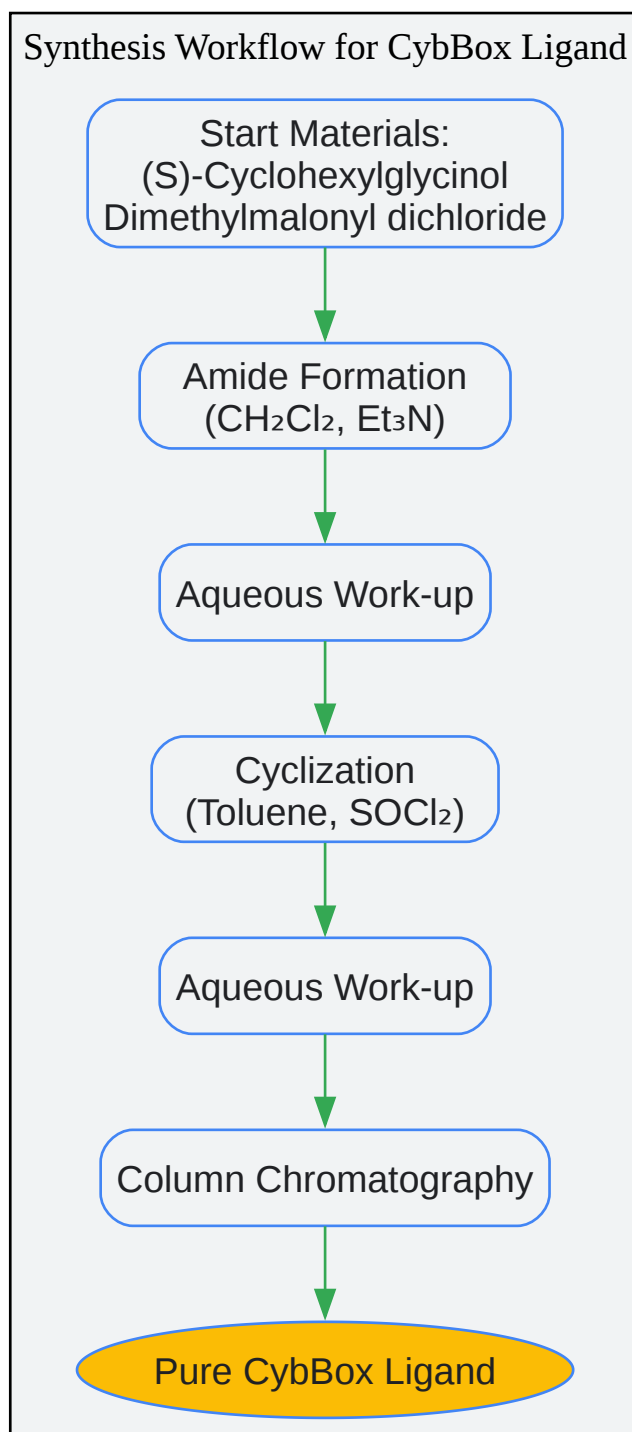 Synthesis Workflow for CybBox Ligand
Start Materials:
(S)-Cyclohexylglycinol
Dimethylmalonyl dichloride
Amide Formation
(CH₂Cl₂, Et₃N)
Aqueous Work-up
Cyclization
(Toluene, SOCl₂)
Aqueous Work-up
Column Chromatography
Pure CybBox Ligand